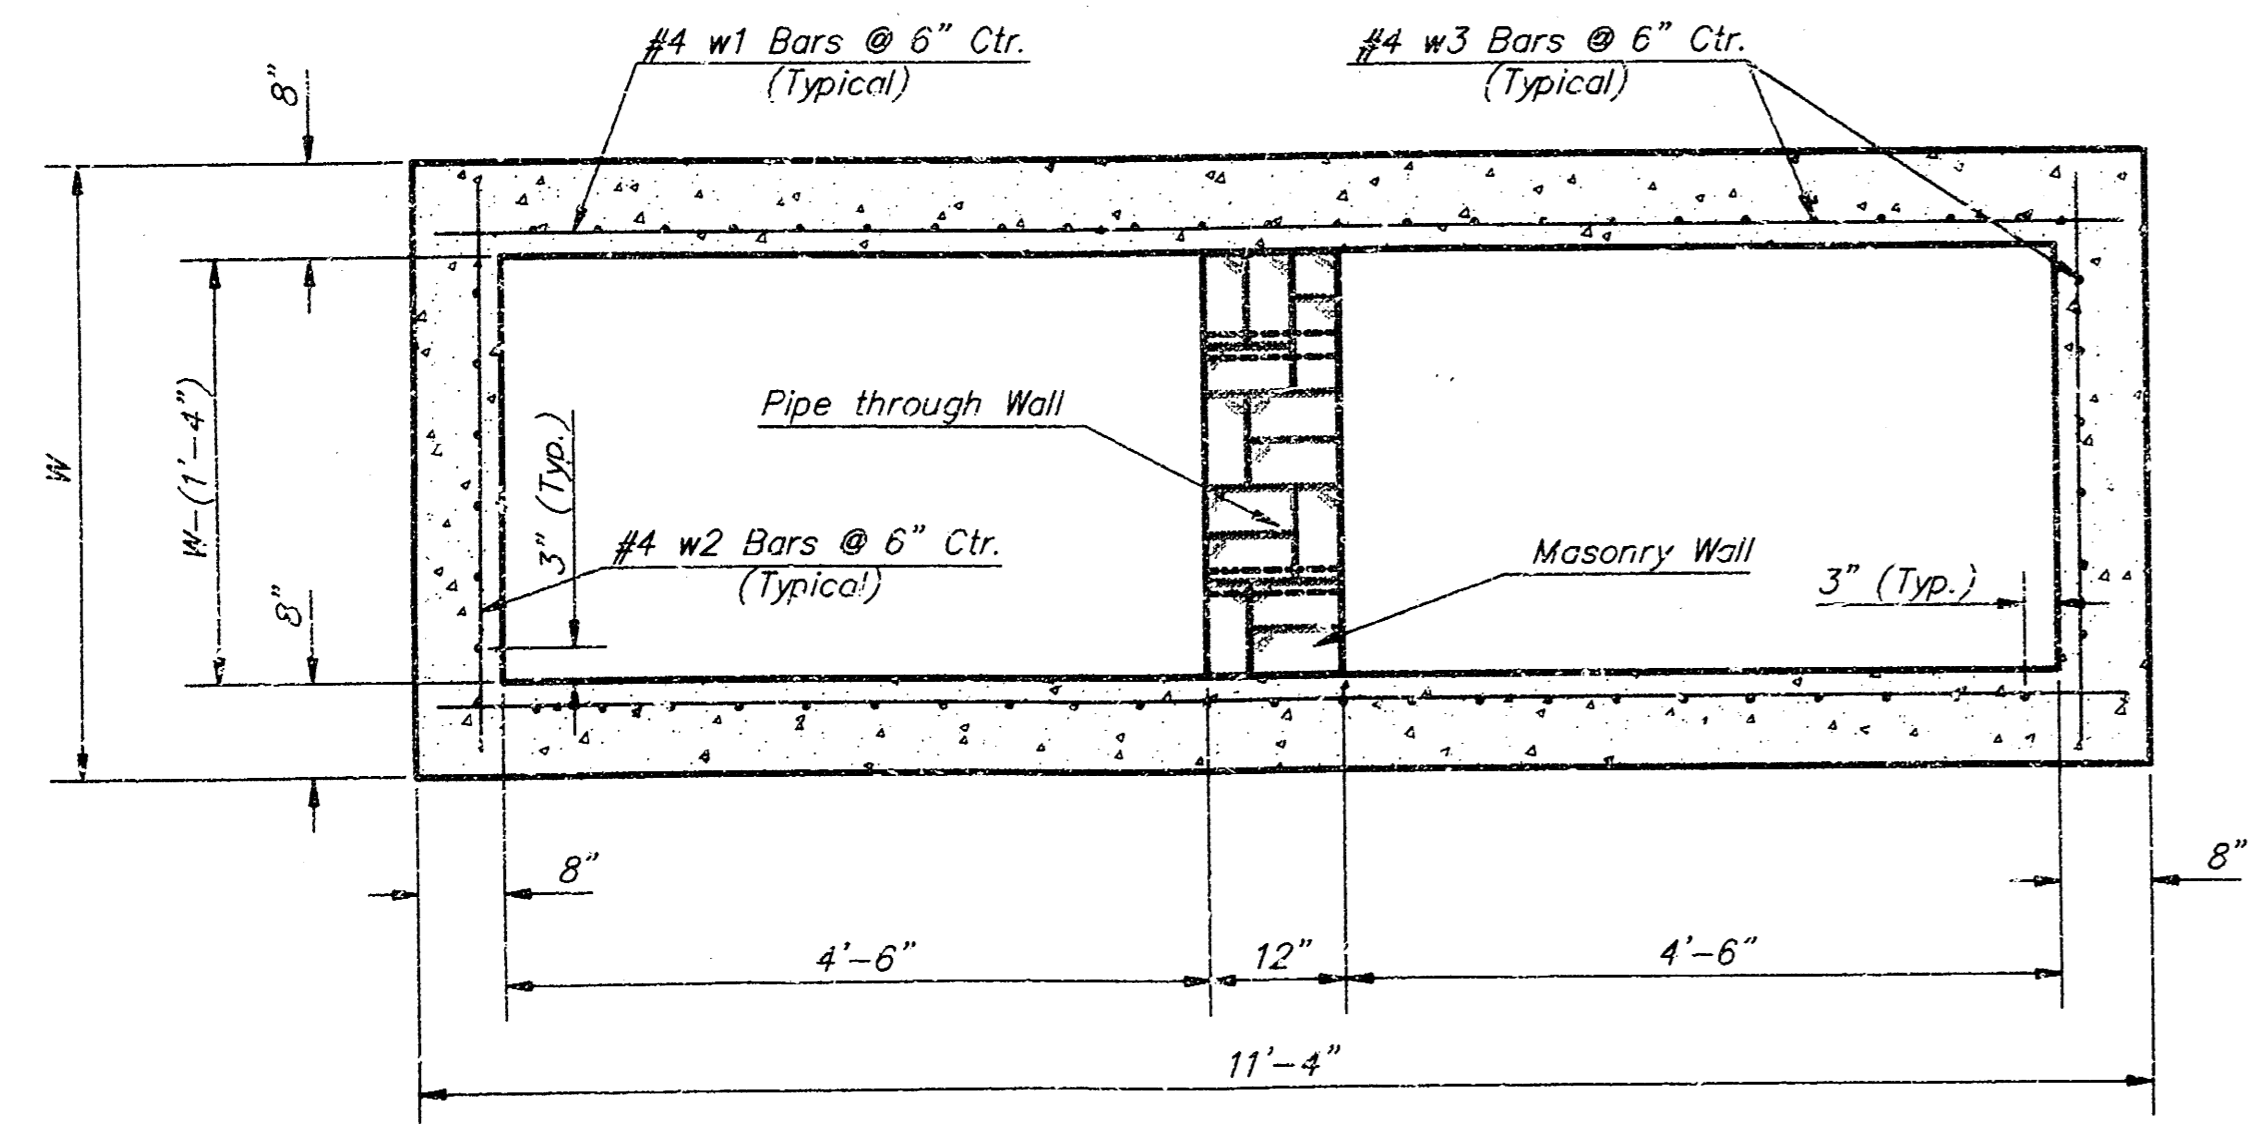 #4 w1 Bars @ 6" Ctr.
(Typical)
#4 w3 Bars @ 6" Ctr.
(Typical)
8"
W
W-(1'-4")
8"
Pipe through Wall
3" (Typ.)
#4 w2 Bars @ 6" Ctr.
(Typical)
Masonry Wall
3" (Typ.)
8"
8"
4'-6"
12"
4'-6"
11'-4"